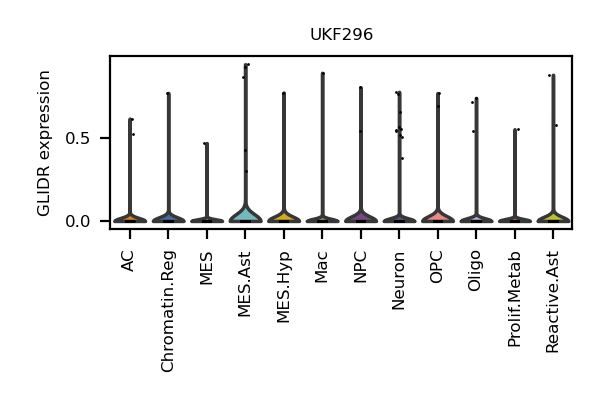 UKF296
GLIDR expression
0.5
0.0
AC
Chromatin.Reg
MES
MES.Ast
MES.Hyp
Mac
NPC
Neuron
OPC
Oligo
Prolif.Metab
Reactive.Ast